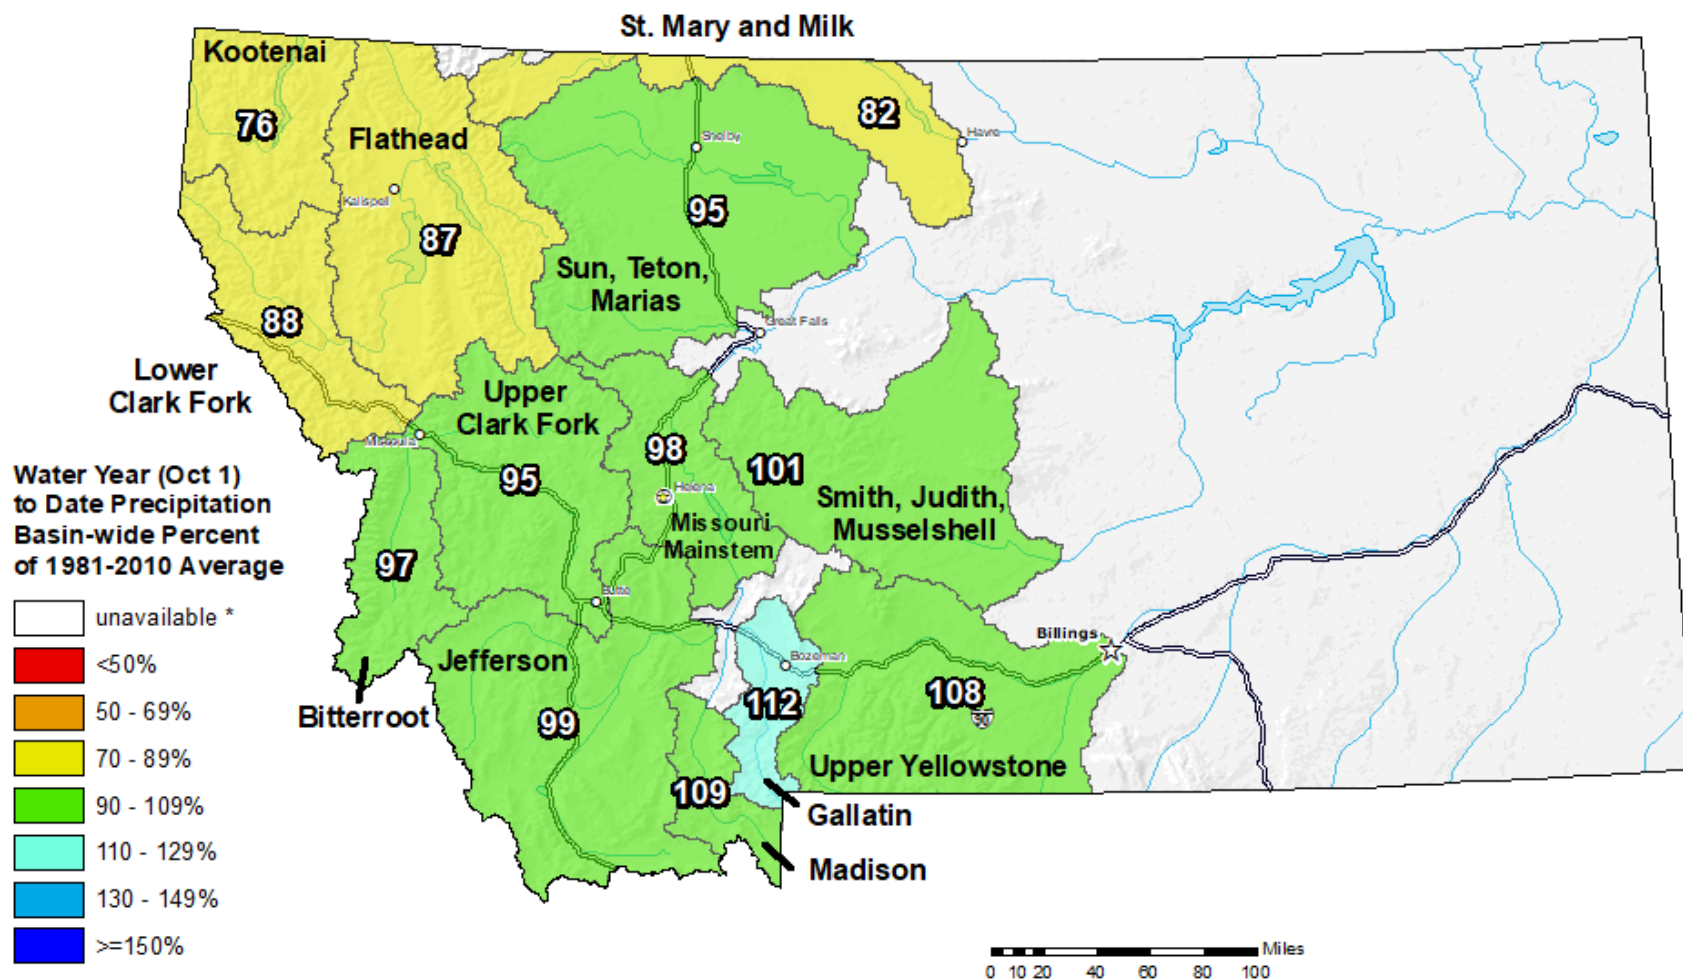 St. Mary and Milk
Kootenai
76
Flathead
82
Shelby
Havre
Kalispell
87
95
Sun, Teton,
Marias
88
Great Falls
Lower
Clark Fork
Upper
Clark Fork
Missoula
98
95
101
Helena
Smith, Judith,
Musselshell
Missouri
Mainstem
Water Year (Oct 1)
to Date Precipitation
Basin-wide Percent
of 1981-2010 Average
97
Butte
unavailable *
<50%
50 - 69%
70 - 89%
90 - 109%
110 - 129%
130 - 149%
>=150%
Billings
Jefferson
Bozeman
Bitterroot
99
112
108
90
Upper Yellowstone
109
Gallatin
Madison
Miles
0 10 20 40 60 80 100